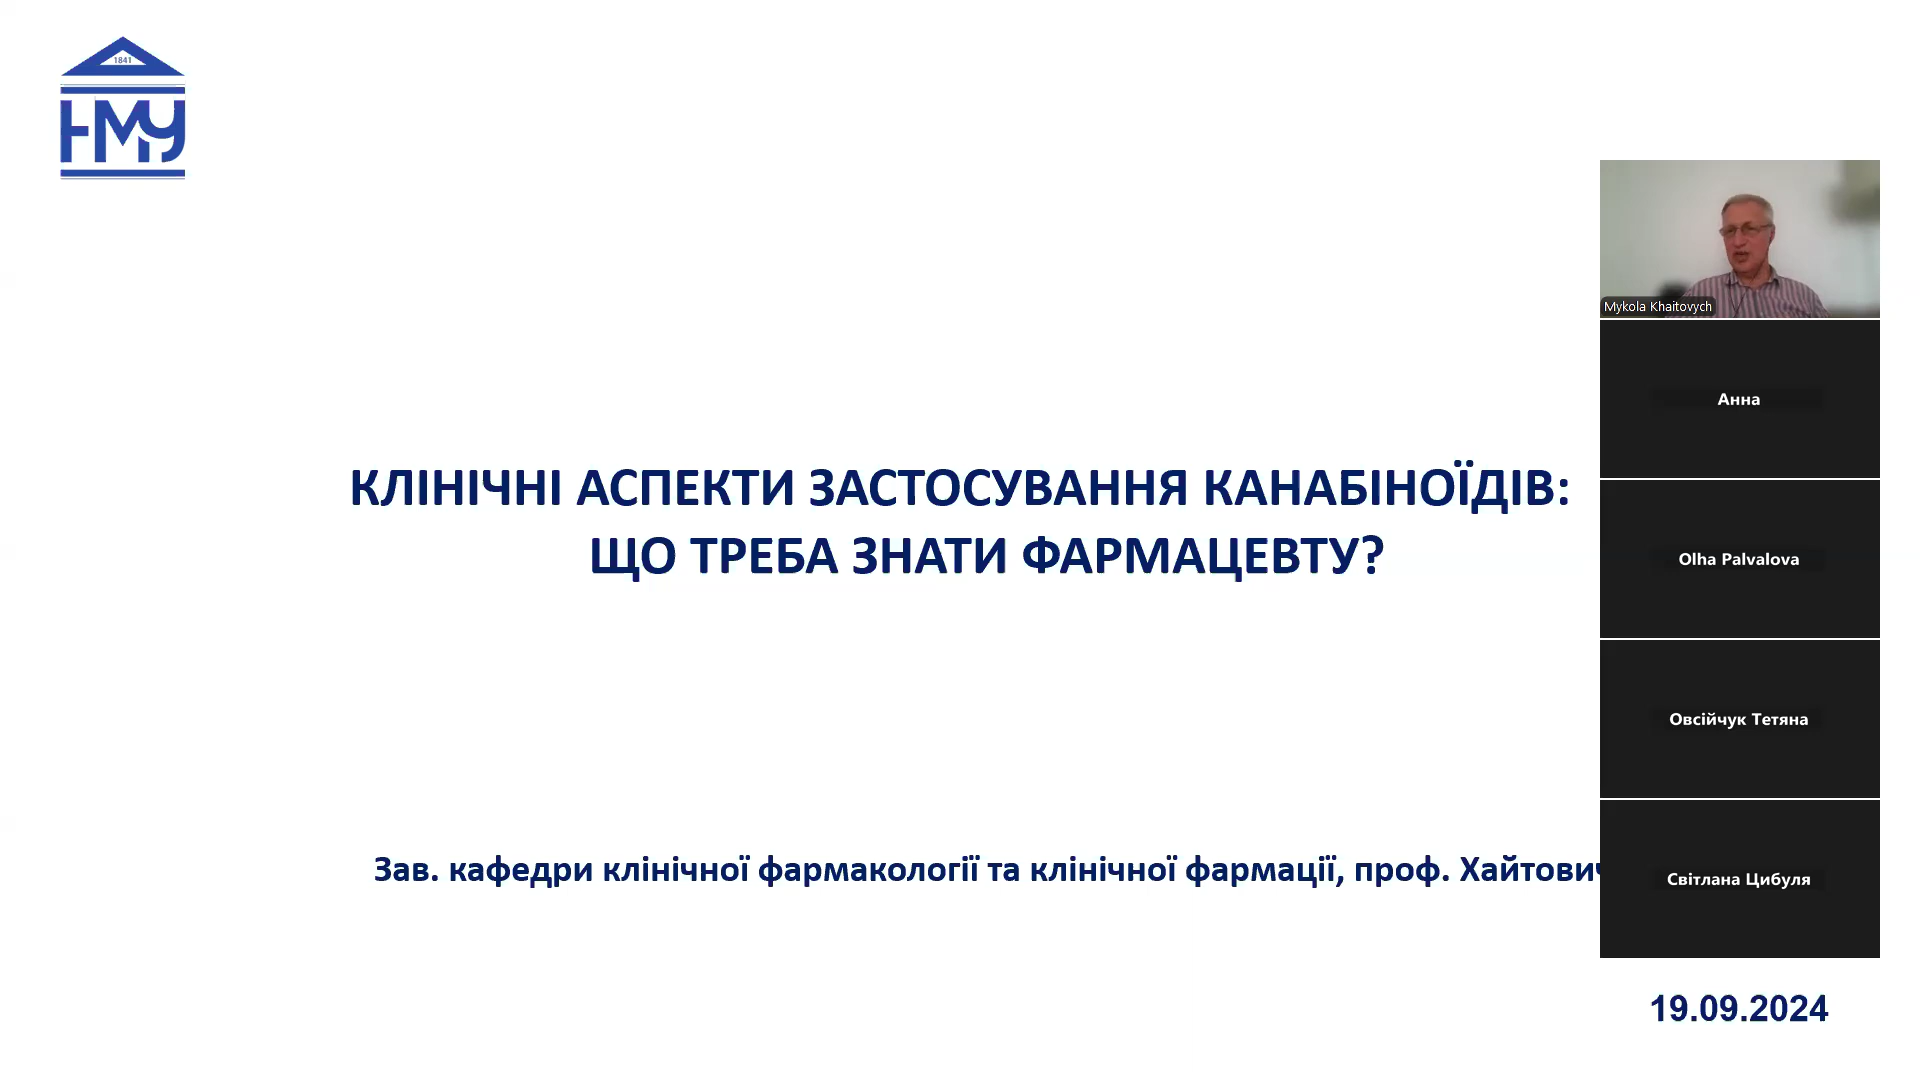 1841
НМУ
КЛІНІЧНІ АСПЕКТИ ЗАСТОСУВАННЯ КАНАБІНОЇДІВ:
ЩО ТРЕБА ЗНАТИ ФАРМАЦЕВТУ?
Зав. кафедри клінічної фармакології та клінічної фармації, проф. Хайтович
Mykola Khaitovych
Анна
Olha Palvalova
Овсійчук Тетяна
Світлана Цибуля
19.09.2024